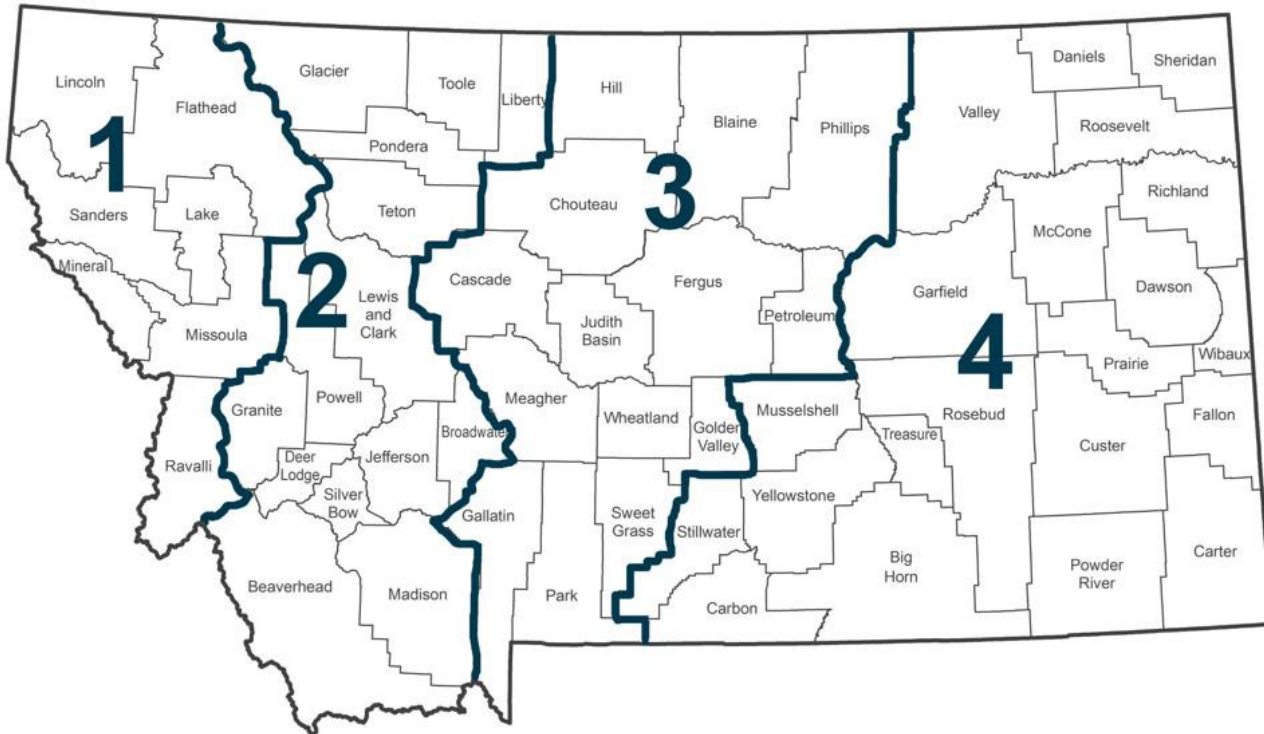 Lincoln
Flathead
Glacier
Toole
Liberty
Hill
Blaine
Phillips
Valley
Daniels
Sheridan
Roosevelt
1
Pondera
3
Sanders
Lake
Teton
Chouteau
Richland
McCone
Mineral
2
Lewis
and
Clark
Cascade
Fergus
Garfield
Dawson
Missoula
Judith
Basin
Petroleum
4
Prairie
Wibaux
Granite
Powell
Meagher
Wheatland
Golden
Valley
Musselshell
Rosebud
Treasure
Custer
Fallon
Broadwater
Ravalli
Deer
Lodge
Jefferson
Silver
Bow
Gallatin
Sweet
Grass
Stillwater
Yellowstone
Big
Horn
Powder
River
Carter
Beaverhead
Madison
Park
Carbon